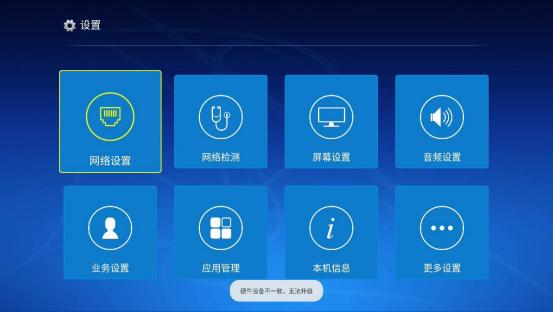 设置
网络设置
网络检测
屏幕设置
音频设置
业务设置
应用管理
本机信息
更多设置
硬件设备不一致，无法升级